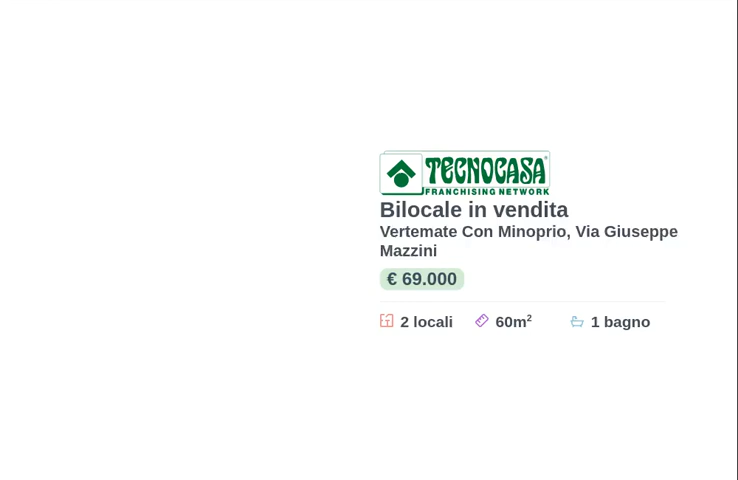 TECNOCASA®
FRANCHISING NETWORK
Bilocale in vendita
Vertemate Con Minoprio, Via Giuseppe
Mazzini
€ 69.000
2 locali 60m² 1 bagno